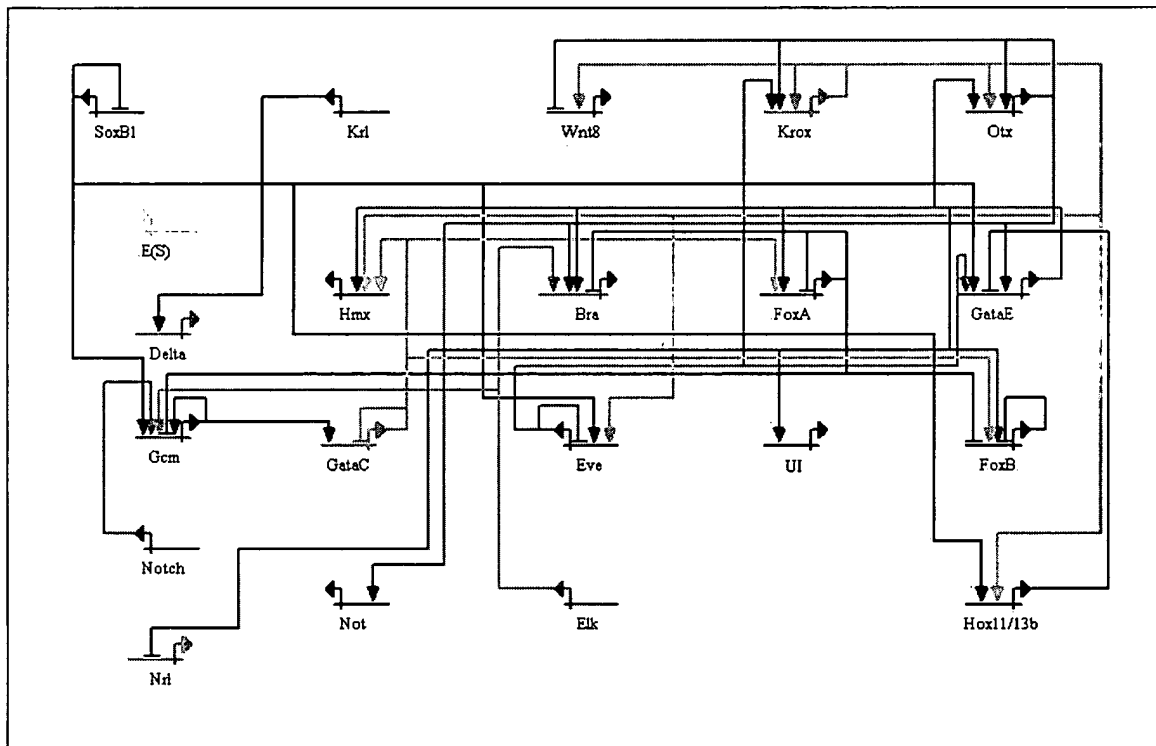 SoxB1
Krl
Wnt8
Krox
Otx
E(S)
Hmx
Bra
FoxA
GataE
Delta
Gcm
GataC
Eve
UI
FoxB
Notch
Not
Elk
Hox11/13b
Nrl